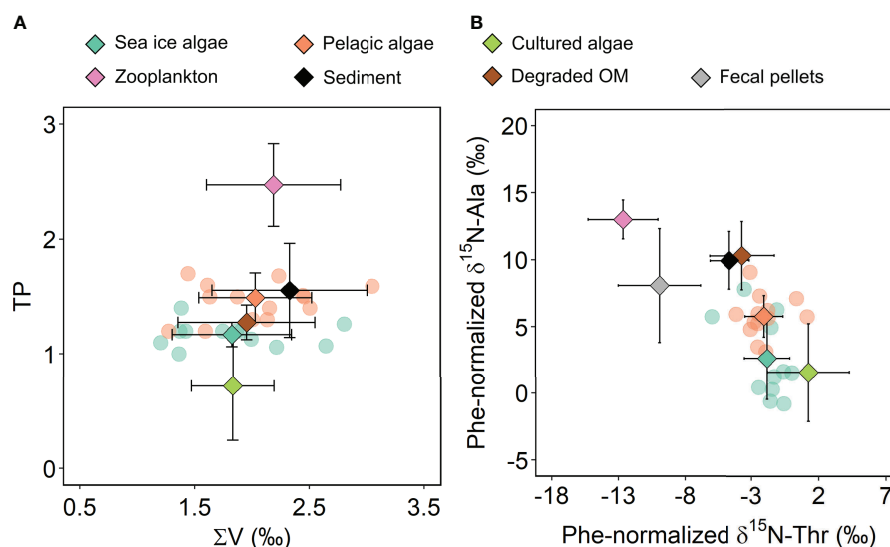 A
B
Sea ice algae
Pelagic algae
Cultured algae
Zooplankton
Sediment
Degraded OM
Fecal pellets
3
2
1
0
TP
0.5 1.5 2.5 3.5
ΣV (‰)
20
15
10
5
0
-5
Phe-normalized δ¹⁵N-Ala (‰)
-18 -13 -8 -3 2 7
Phe-normalized δ¹⁵N-Thr (‰)